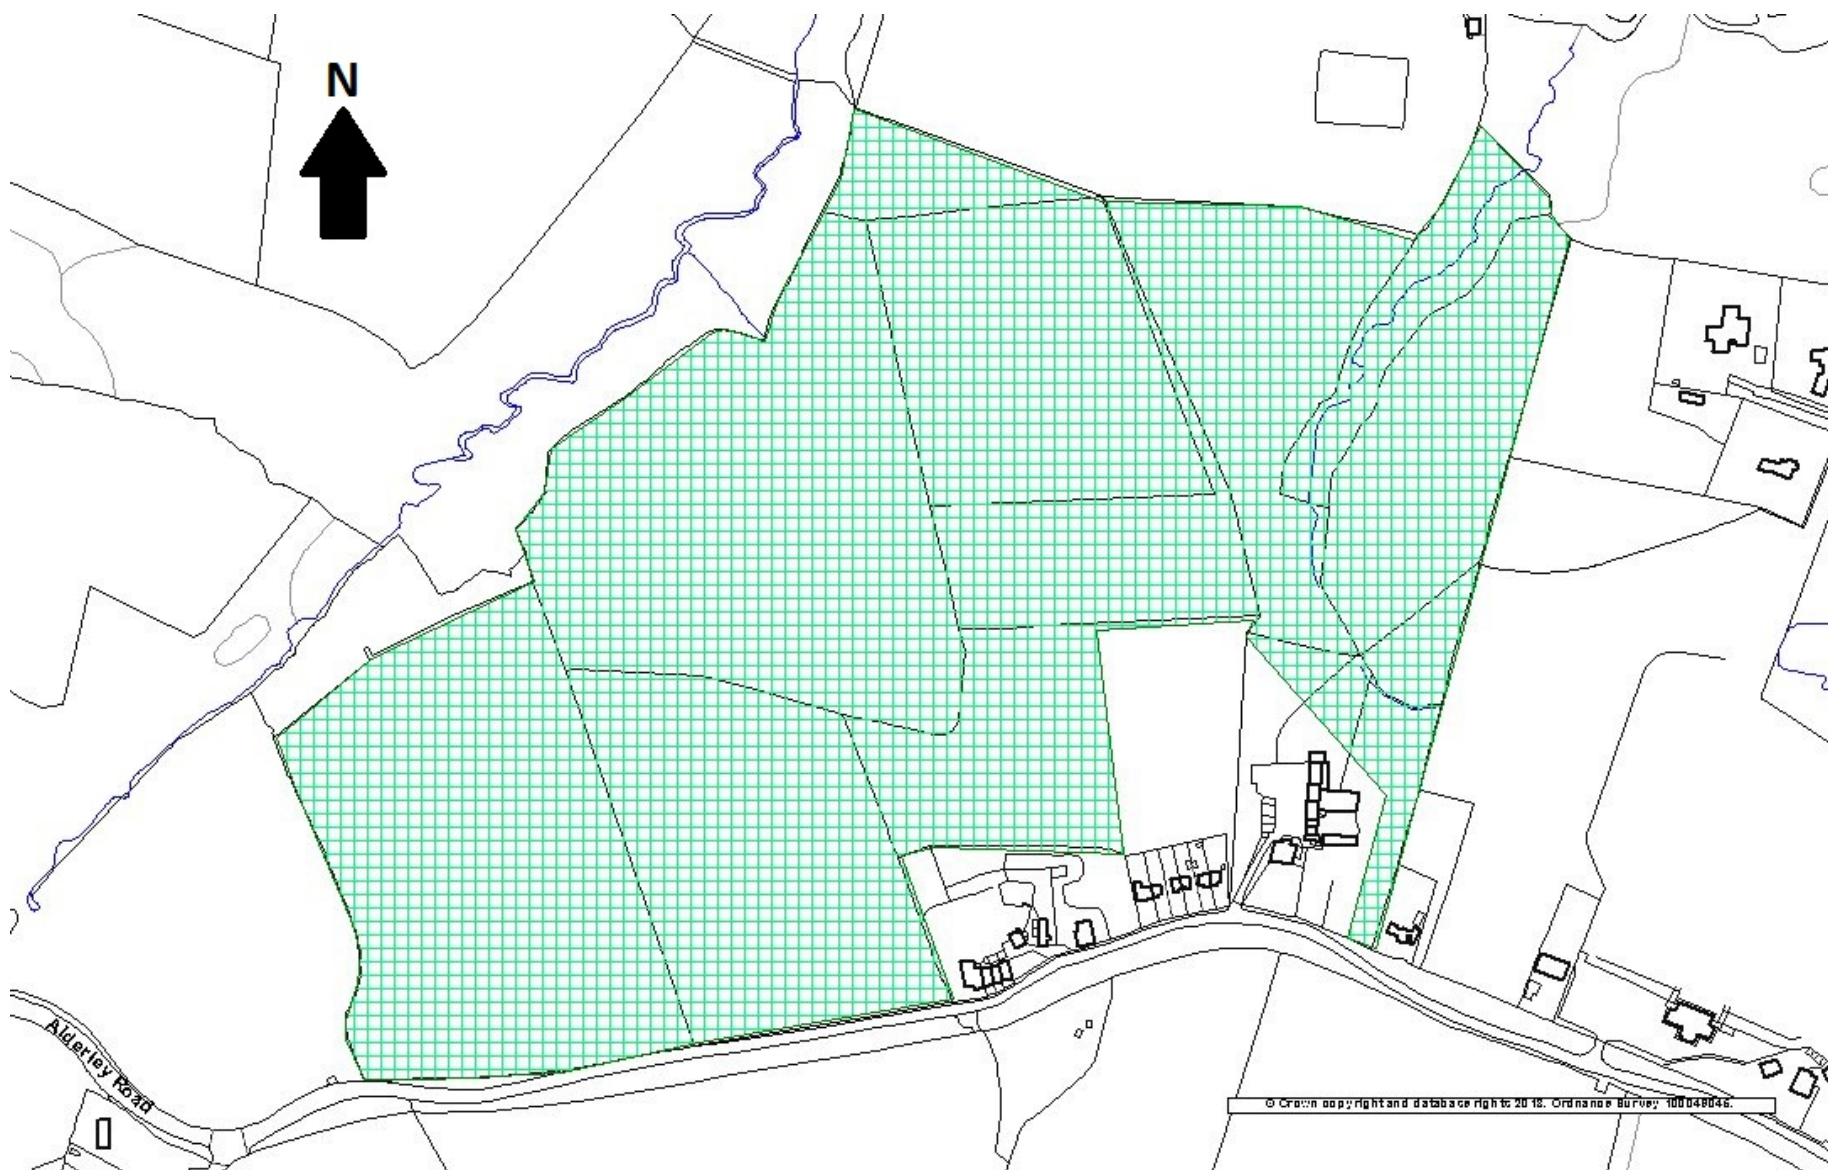 N
Alderley Road
© Crown copyright and database rights 2018. Ordnance Survey 100049046.